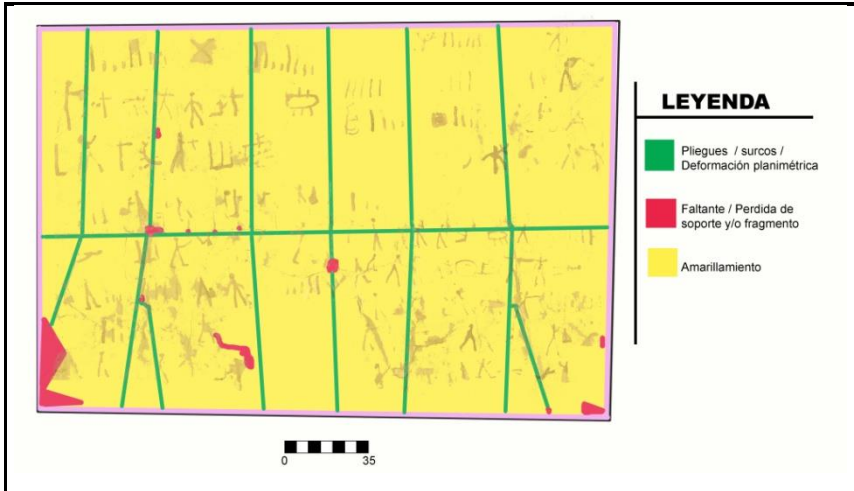 LEYENDA
Pliegues / surcos /
Deformación planimétrica
Faltante / Perdida de
soporte y/o fragmento
Amarillamiento
0 35